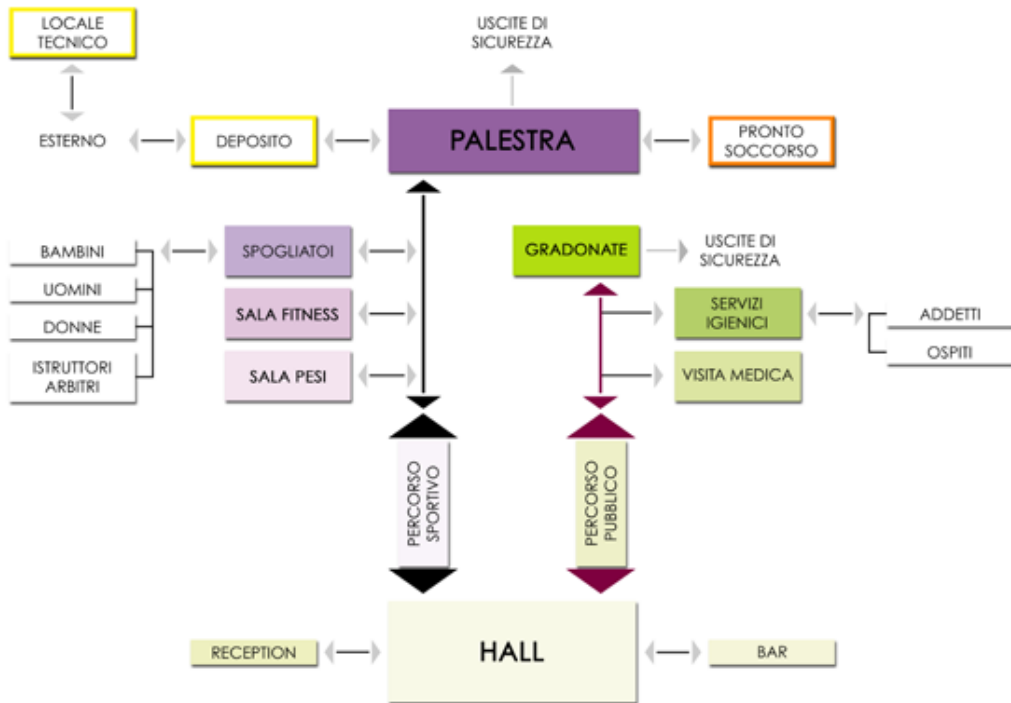 LOCALE
TECNICO
USCITE DI
SICUREZZA
ESTERNO
DEPOSITO
PALESTRA
PRONTO
SOCCORSO
BAMBINI
UOMINI
DONNE
ISTRUTTORI
ARBITRI
SPOGLIATOI
SALA FITNESS
SALA PESI
GRADONATE
USCITE DI
SICUREZZA
SERVIZI
IGIENICI
VISITA MEDICA
ADDETTI
OSPITI
PERCORSO
SPORTIVO
PERCORSO
PUBBLICO
RECEPTION
HALL
BAR